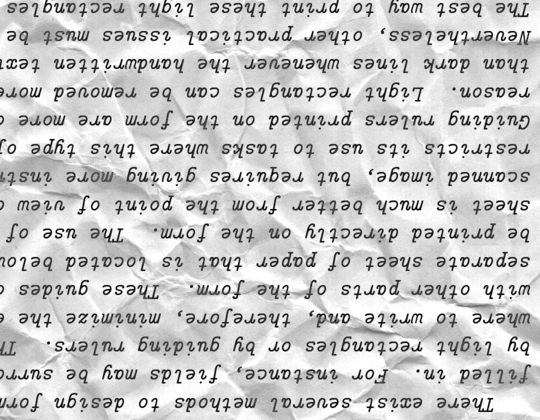 There exist several methods to design form
filled in. For instance, fields may be surrou
by light rectangles or by guiding rulers. Th
where to write and, therefore, minimize the
with other parts of the form. These guides
separate sheet of paper that is located below
be printed directly on the form. The use of
sheet is much better from the point of view o
scanned image, but requires giving more instr
restricts its use to tasks where this type of
Guiding rulers printed on the form are more
reason. Light rectangles can be removed more
than dark lines whenever the handwritten text
Nevertheless, other practical issues must be
The best way to print these light rectangles